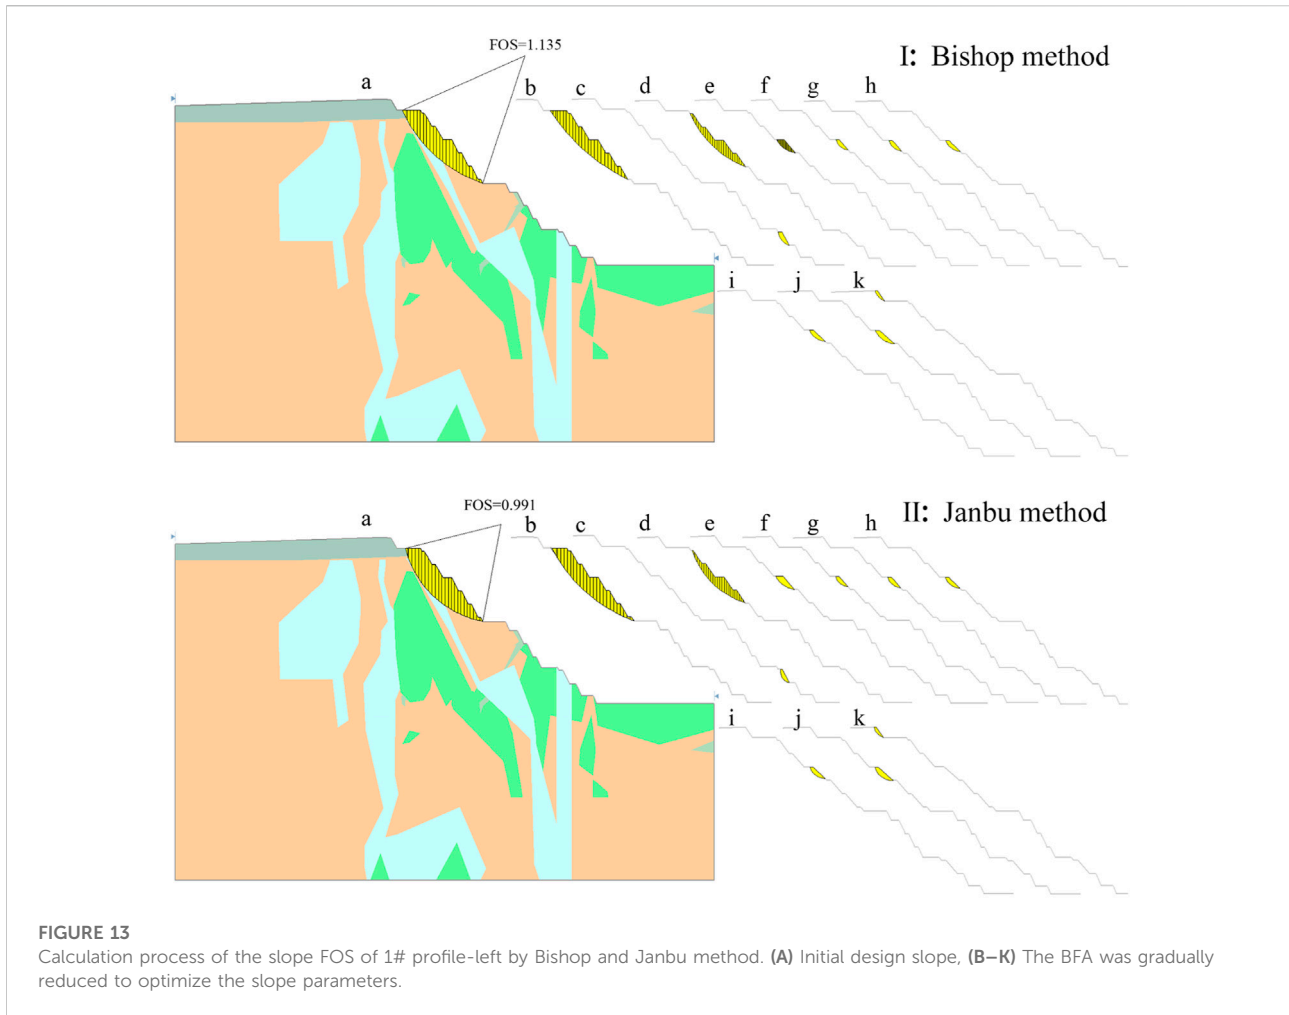 FOS=1.135
I: Bishop method
a
b c d e f g h
i j k
FOS=0.991
II: Janbu method
a
b c d e f g h
i j k
FIGURE 13
Calculation process of the slope FOS of 1# profile-left by Bishop and Janbu method. (A) Initial design slope, (B–K) The BFA was gradually
reduced to optimize the slope parameters.